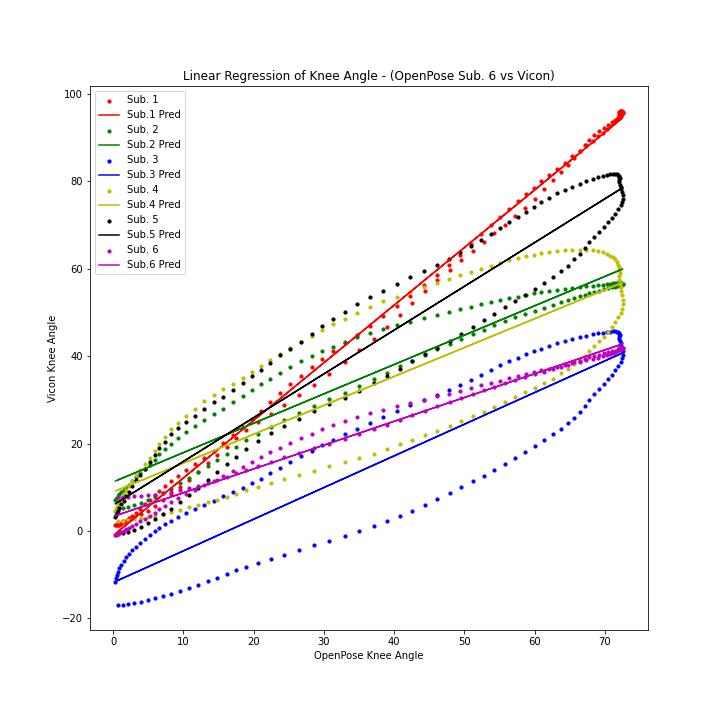 Linear Regression of Knee Angle - (OpenPose Sub. 6 vs Vicon)
Sub. 1
Sub.1 Pred
Sub. 2
Sub.2 Pred
Sub. 3
Sub.3 Pred
Sub. 4
Sub.4 Pred
Sub. 5
Sub.5 Pred
Sub. 6
Sub.6 Pred
Vicon Knee Angle
100
80
60
40
20
0
−20
0 10 20 30 40 50 60 70
OpenPose Knee Angle